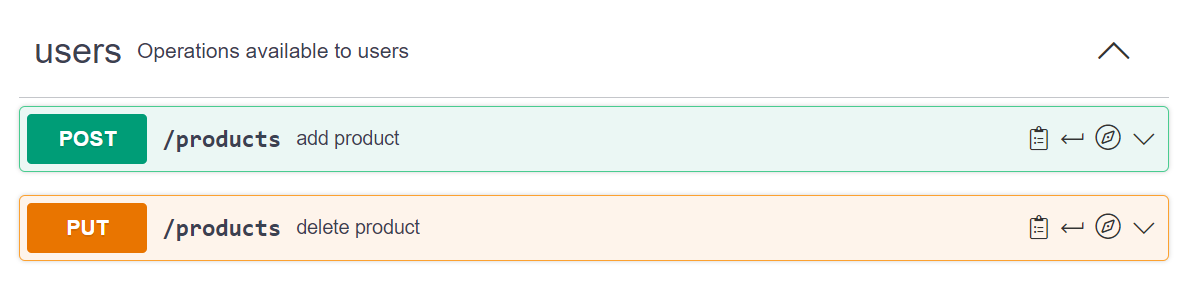 users Operations available to users
POST /products add product
PUT /products delete product